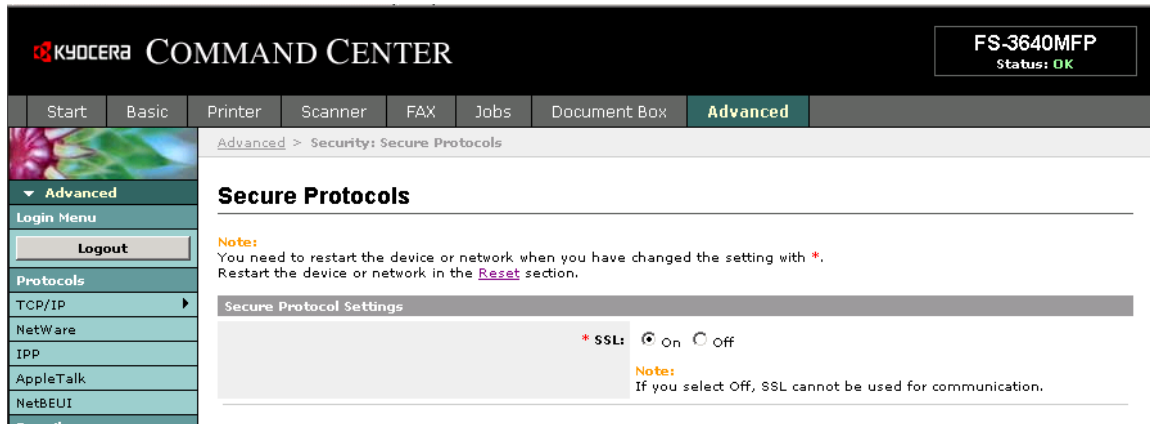 KYOCERA COMMAND CENTER
FS-3640MFP
Status: OK
Start Basic Printer Scanner FAX Jobs Document Box Advanced
Advanced > Security: Secure Protocols
Advanced
Login Menu
Logout
Protocols
TCP/IP
NetWare
IPP
AppleTalk
NetBEUI
Secure Protocols
Note:
You need to restart the device or network when you have changed the setting with *.
Restart the device or network in the Reset section.
Secure Protocol Settings
* SSL: On Off
Note:
If you select Off, SSL cannot be used for communication.